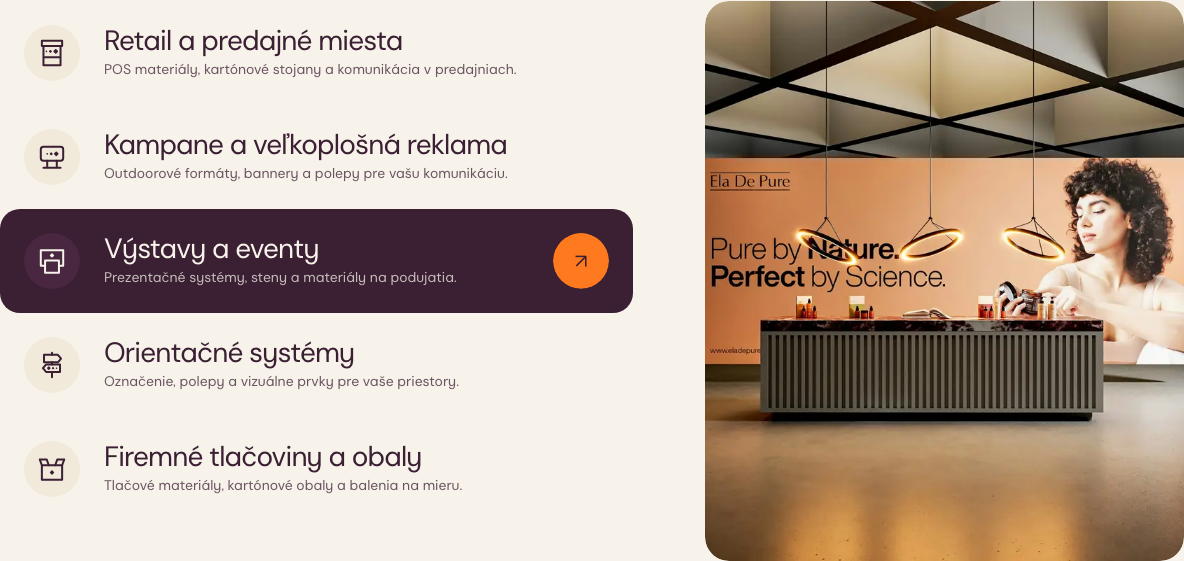 Retail a predajné miesta
POS materiály, kartónové stojany a komunikácia v predajniach.
Kampane a veľkoplošná reklama
Outdoorové formáty, bannery a polepy pre vašu komunikáciu.
Výstavy a eventy
Prezentačné systémy, steny a materiály na podujatia.
Orientačné systémy
Označenie, polepy a vizuálne prvky pre vaše priestory.
Firemné tlačoviny a obaly
Tlačové materiály, kartónové obaly a balenia na mieru.
Ela De Pure
Pure by Nature.
Perfect by Science.
www.eladepure